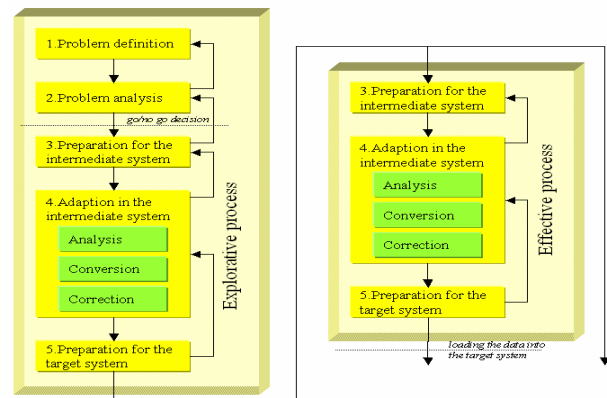 1.Problem definition
2.Problem analysis
go/no go decision
3.Preparation for the
intermediate system
4.Adaption in the
intermediate system
Analysis
Conversion
Correction
5.Preparation for the
target system
Explorative process
3.Preparation for the
intermediate system
4.Adaption in the
intermediate system
Analysis
Conversion
Correction
5.Preparation for the
target system
Effective process
loading the data into
the target system